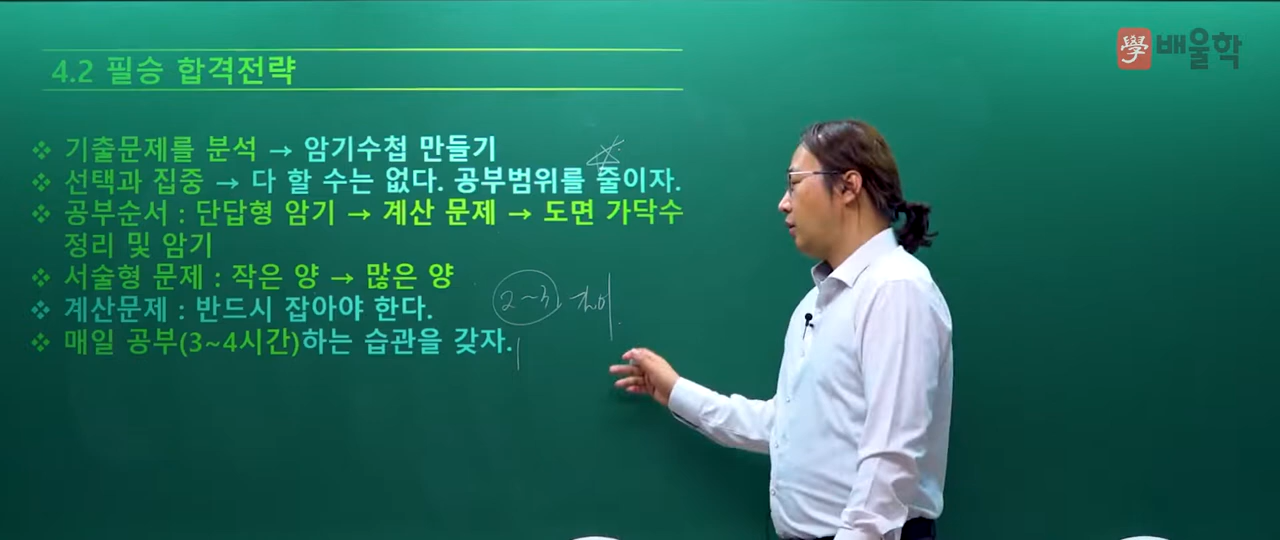 學 배울학
4.2 필승 합격전략
❖ 기출문제를 분석 → 암기수첩 만들기
❖ 선택과 집중 → 다 할 수는 없다. 공부범위를 줄이자.
❖ 공부순서 : 단답형 암기 → 계산 문제 → 도면 가닥수
정리 및 암기
❖ 서술형 문제 : 작은 양 → 많은 양
2~3
❖ 계산문제 : 반드시 잡아야 한다.
❖ 매일 공부(3~4시간)하는 습관을 갖자.